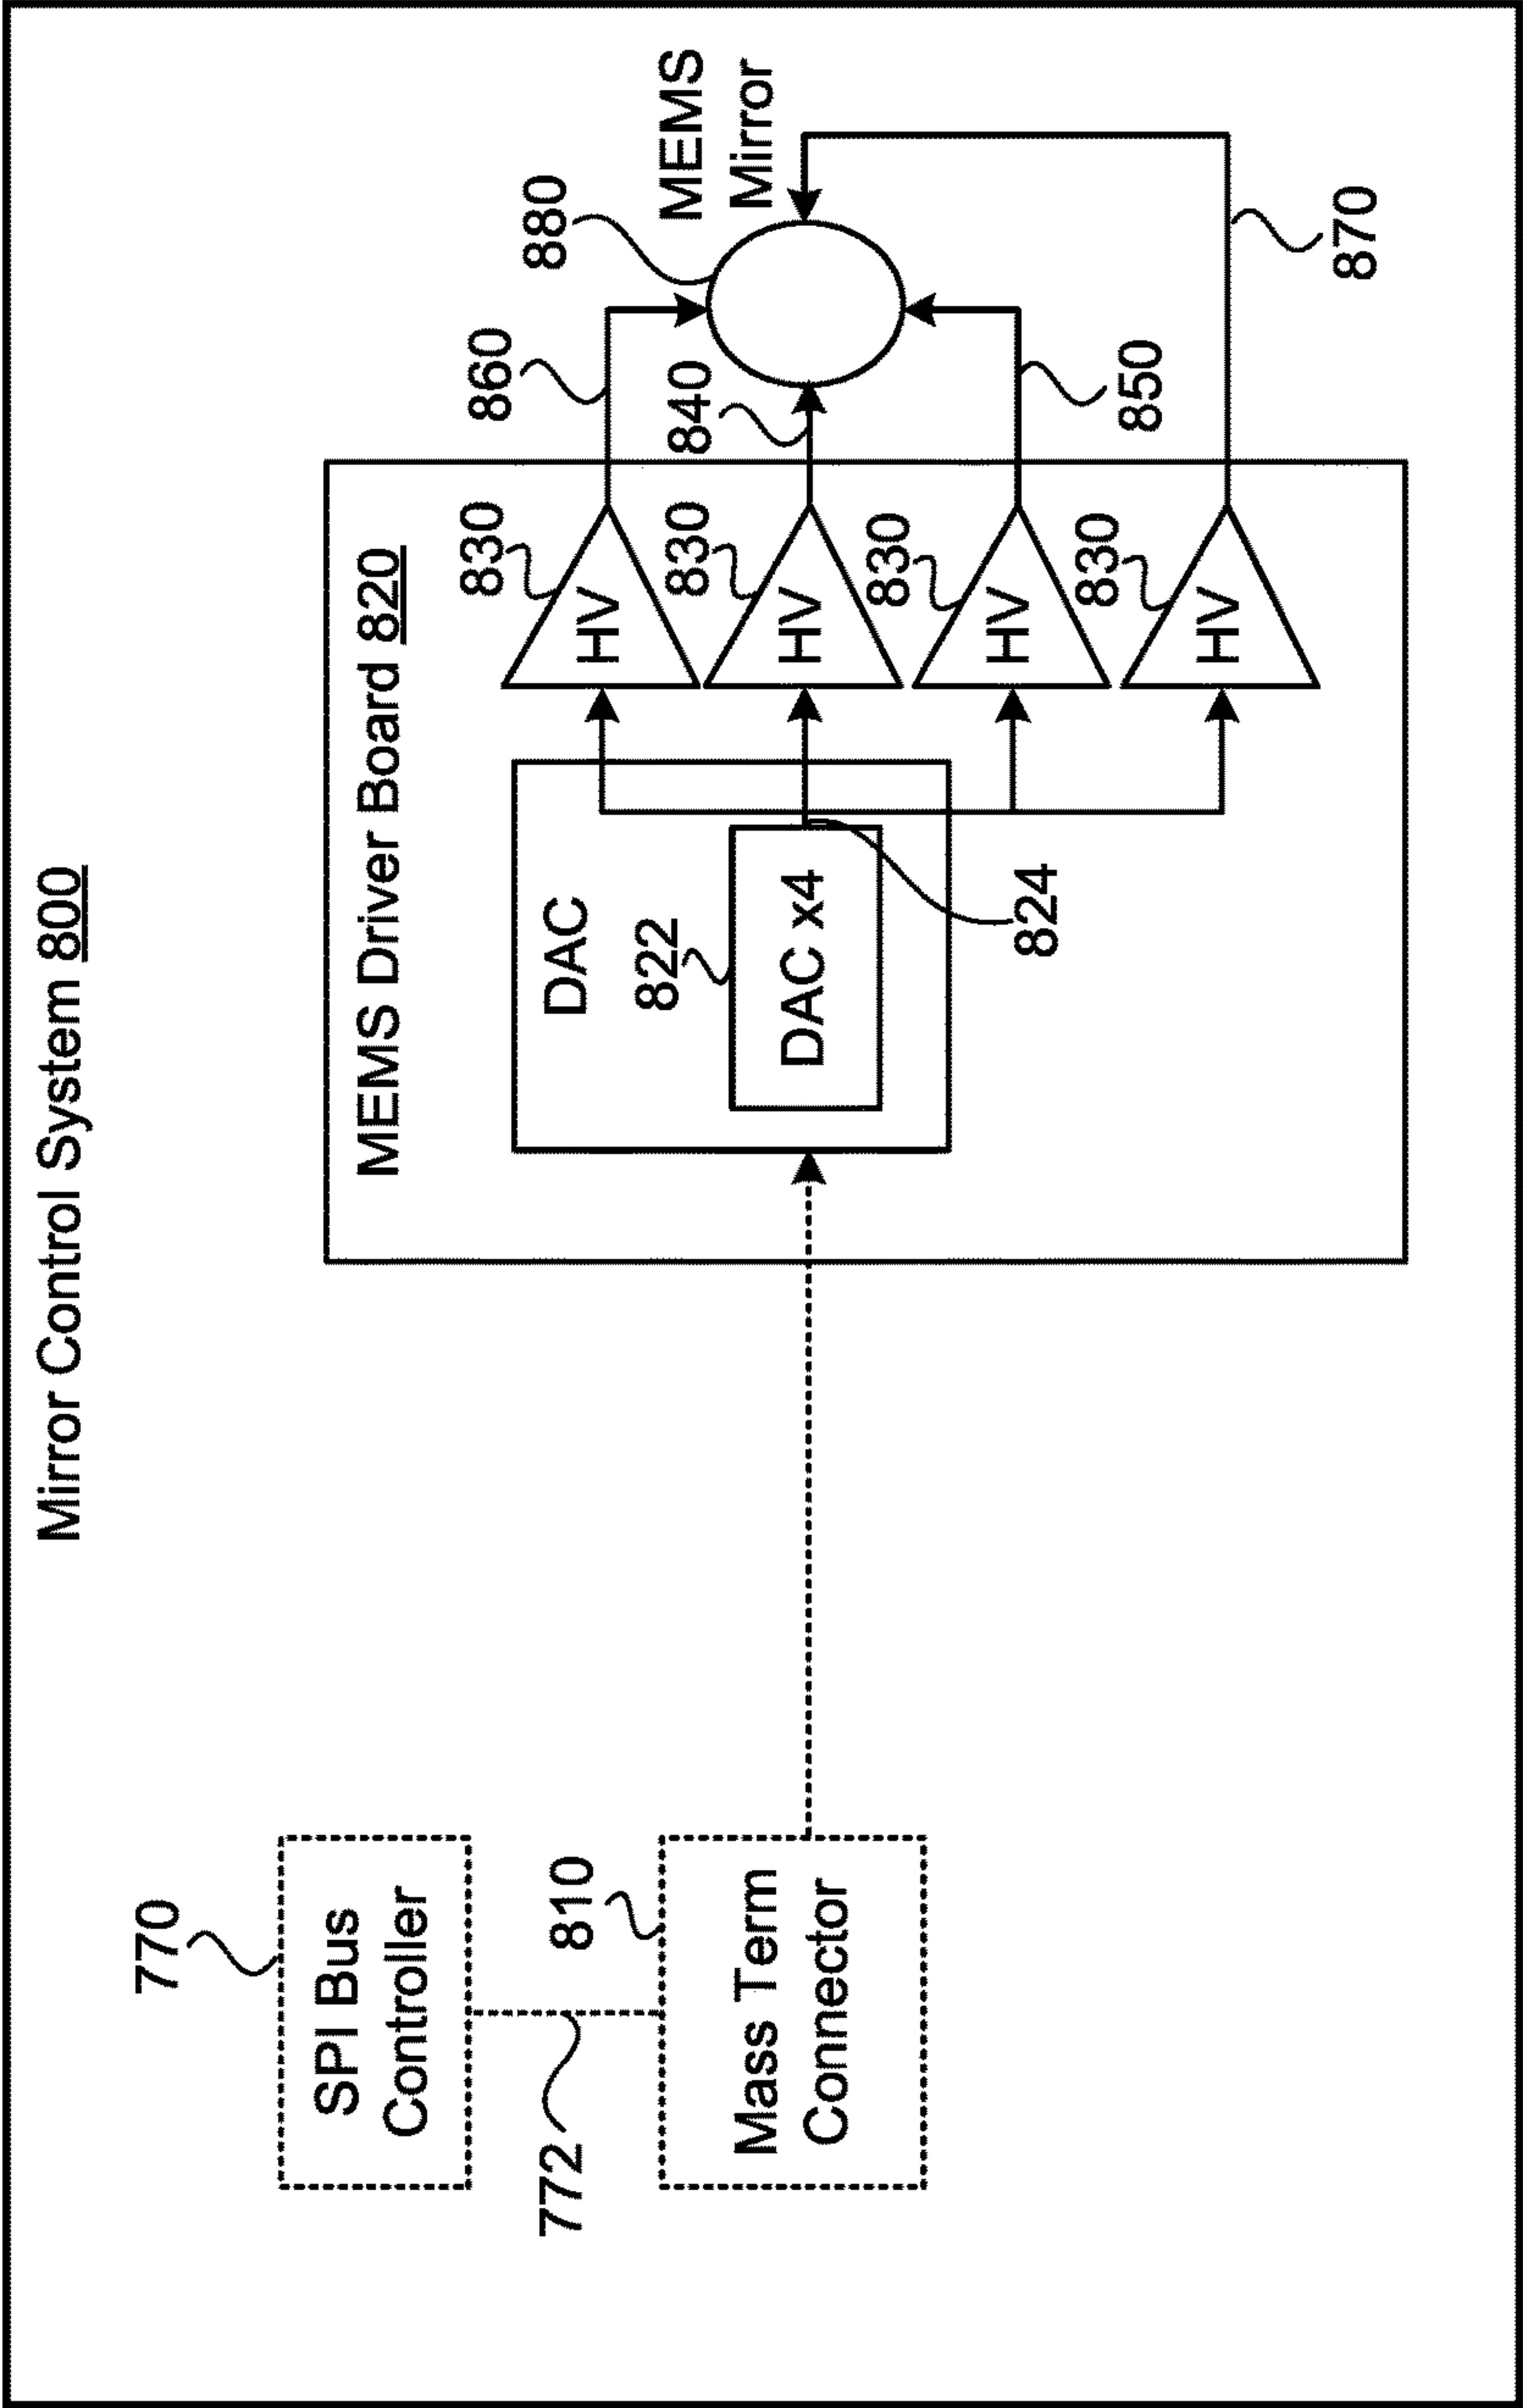 Mirror Control System 800
770
SPI Bus
Controller
772
810
Mass Term
Connector
MEMS Driver Board 820
DAC
822
DAC x4
824
830
HV
830
HV
830
HV
830
HV
860
840
850
870
880
MEMS
Mirror